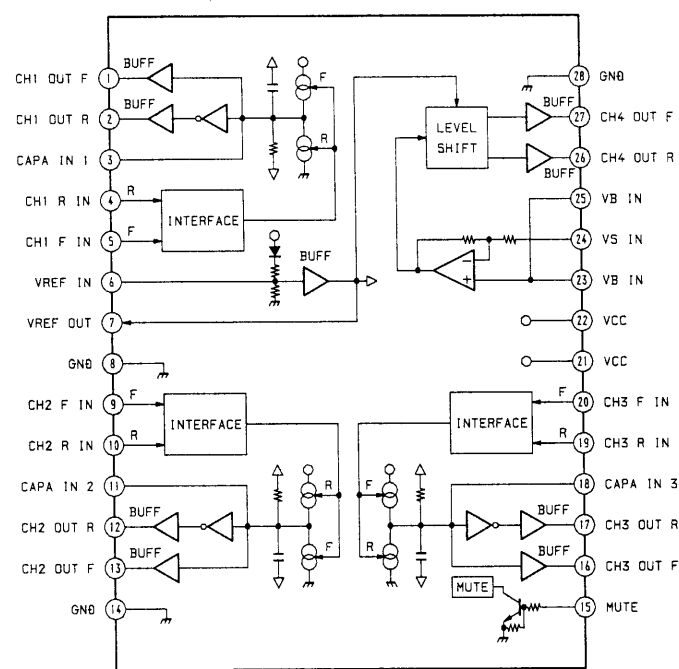 CH1 OUT F 1 BUFF
CH1 OUT R 2 BUFF
CAPA IN 1 3
CH1 R IN 4 R
CH1 F IN 5 F
INTERFACE
F
R
VREF IN 6
BUFF
VREF OUT 7
GND 8
CH2 F IN 9 F
CH2 R IN 10 R
INTERFACE
CAPA IN 2 11
CH2 OUT R 12 BUFF
CH2 OUT F 13 BUFF
R
F
GND 14
28 GND
LEVEL
SHIFT
BUFF 27 CH4 OUT F
BUFF 26 CH4 OUT R
25 VB IN
24 VS IN
-
+
23 VB IN
22 VCC
21 VCC
INTERFACE
F 20 CH3 F IN
R 19 CH3 R IN
18 CAPA IN 3
F
R
BUFF 17 CH3 OUT R
BUFF 16 CH3 OUT F
MUTE
15 MUTE